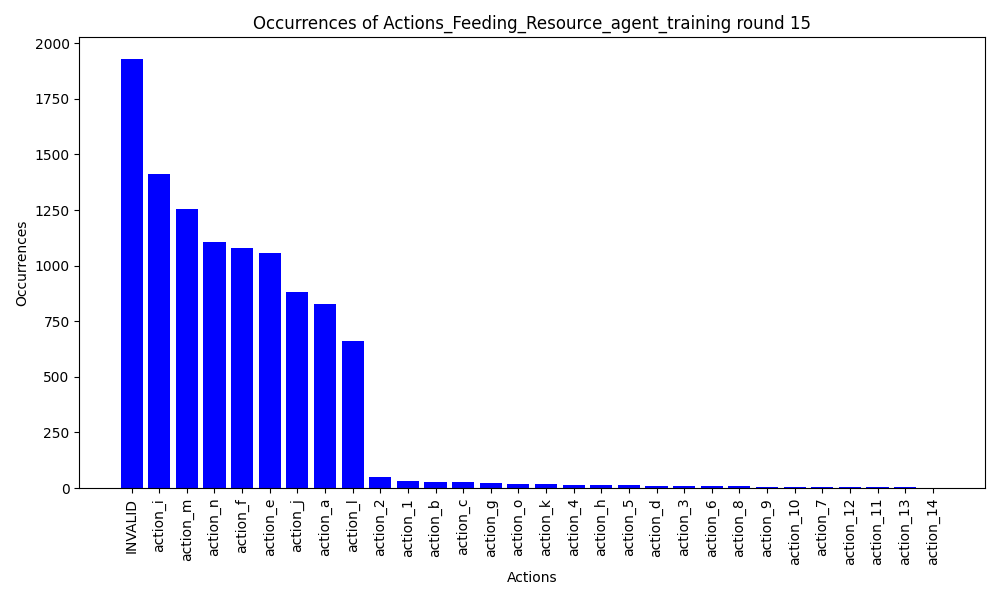 Occurrences of Actions_Feeding_Resource_agent_training round 15
Occurrences
2000
1750
1500
1250
1000
750
500
250
0
INVALID
action_i
action_m
action_n
action_f
action_e
action_j
action_a
action_l
action_2
action_1
action_b
action_c
action_g
action_o
action_k
action_4
action_h
action_5
action_d
action_3
action_6
action_8
action_9
action_10
action_7
action_12
action_11
action_13
action_14
Actions